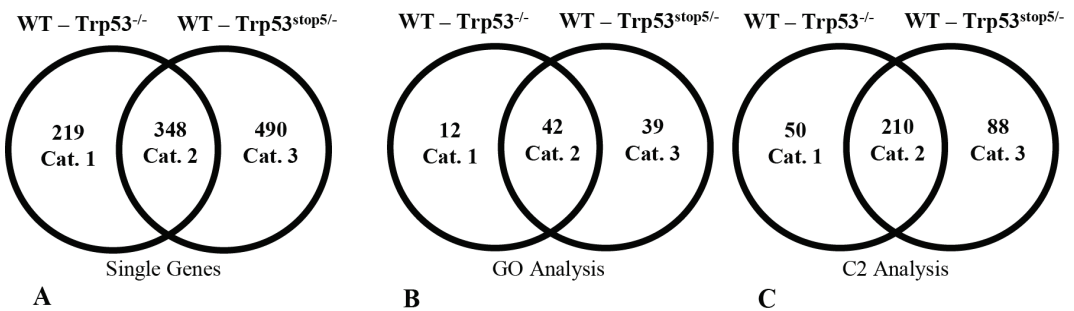 WT – Trp53-/- WT – Trp53stop5/-
219 348 490
Cat. 1 Cat. 2 Cat. 3
Single Genes
A
WT – Trp53-/- WT – Trp53stop5/-
12 42 39
Cat. 1 Cat. 2 Cat. 3
GO Analysis
B
WT – Trp53-/- WT – Trp53stop5/-
50 210 88
Cat. 1 Cat. 2 Cat. 3
C2 Analysis
C